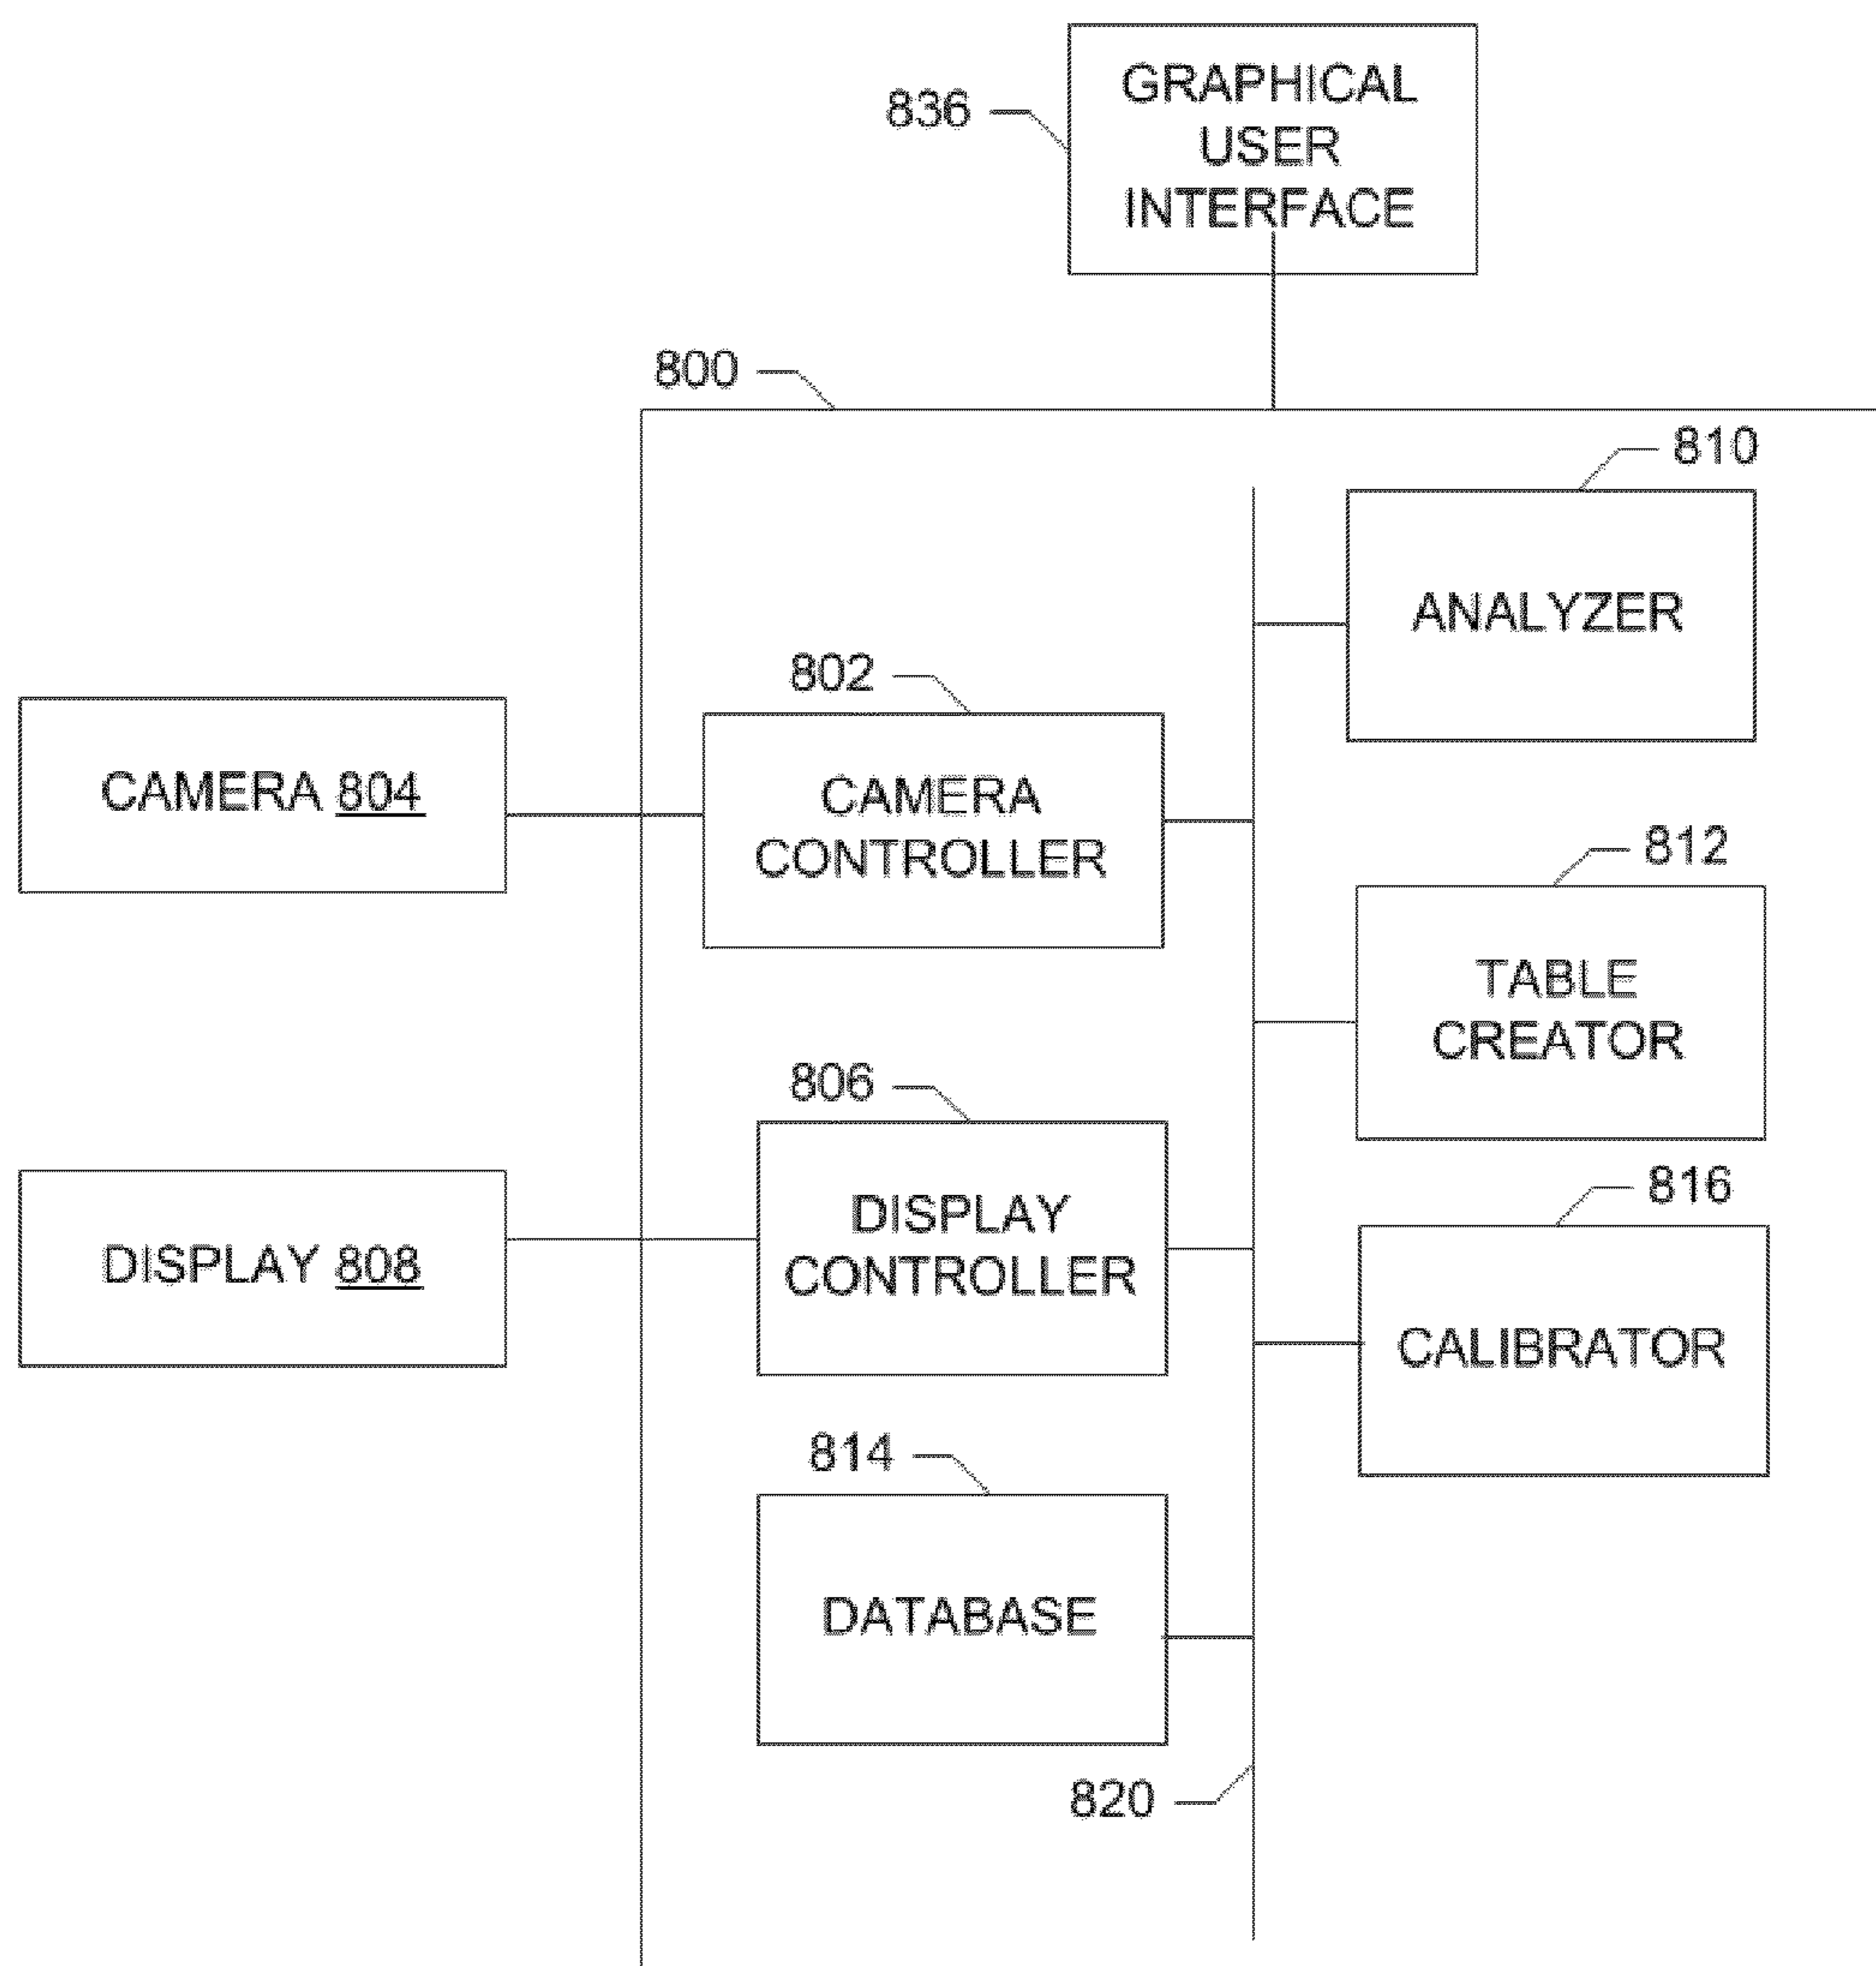 836
GRAPHICAL
USER
INTERFACE
800
810
ANALYZER
802
CAMERA 804
CAMERA
CONTROLLER
812
TABLE
CREATOR
806
DISPLAY 808
DISPLAY
CONTROLLER
816
CALIBRATOR
814
DATABASE
820